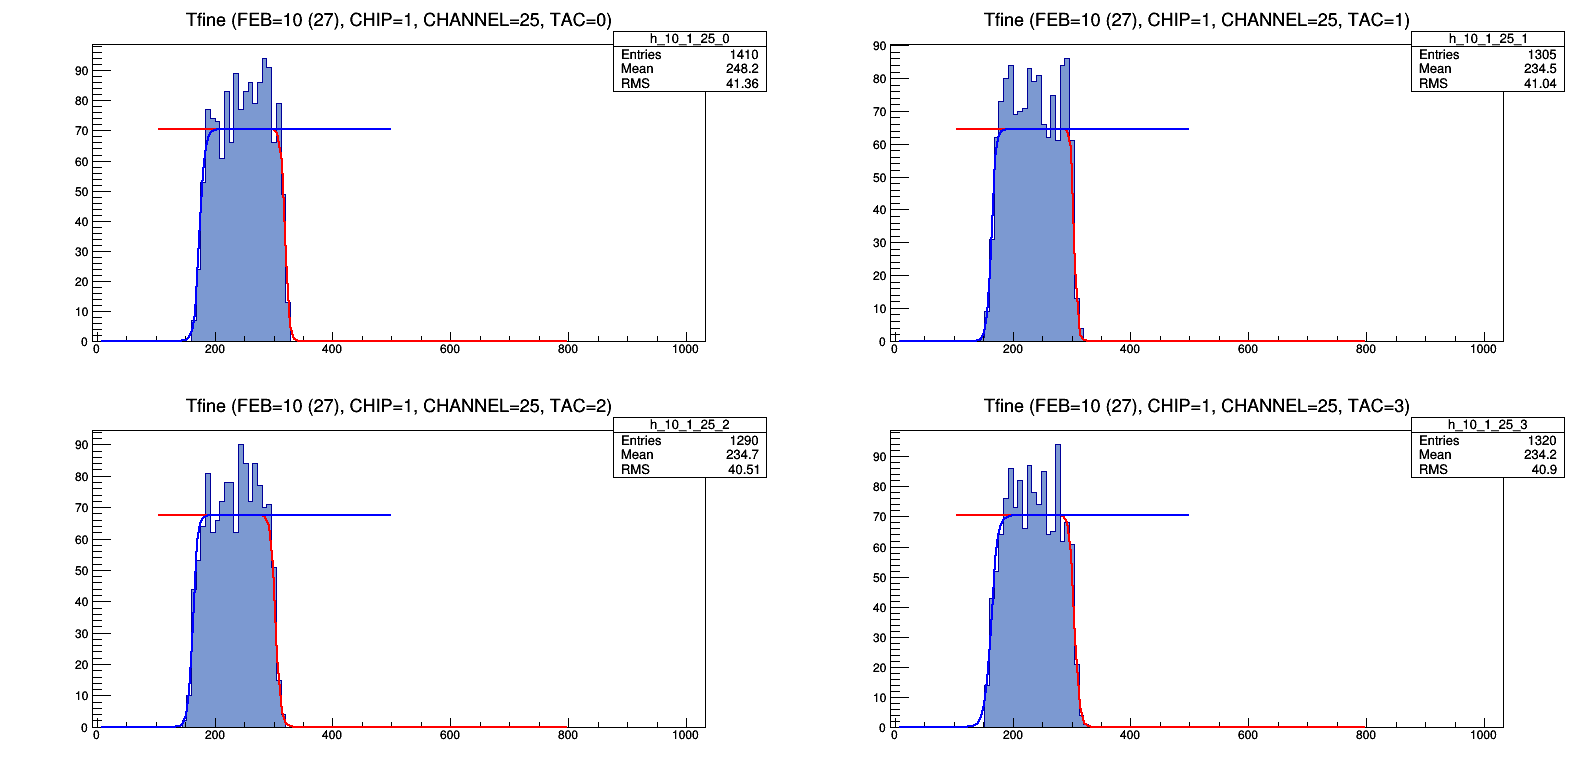 Tfine (FEB=10 (27), CHIP=1, CHANNEL=25, TAC=0)
h_10_1_25_0
Entries 1410
Mean 248.2
RMS 41.36
90
80
70
60
50
40
30
20
10
0
0 200 400 600 800 1000
Tfine (FEB=10 (27), CHIP=1, CHANNEL=25, TAC=1)
h_10_1_25_1
Entries 1305
Mean 234.5
RMS 41.04
90
80
70
60
50
40
30
20
10
0
0 200 400 600 800 1000
Tfine (FEB=10 (27), CHIP=1, CHANNEL=25, TAC=2)
h_10_1_25_2
Entries 1290
Mean 234.7
RMS 40.51
90
80
70
60
50
40
30
20
10
0
0 200 400 600 800 1000
Tfine (FEB=10 (27), CHIP=1, CHANNEL=25, TAC=3)
h_10_1_25_3
Entries 1320
Mean 234.2
RMS 40.9
90
80
70
60
50
40
30
20
10
0
0 200 400 600 800 1000